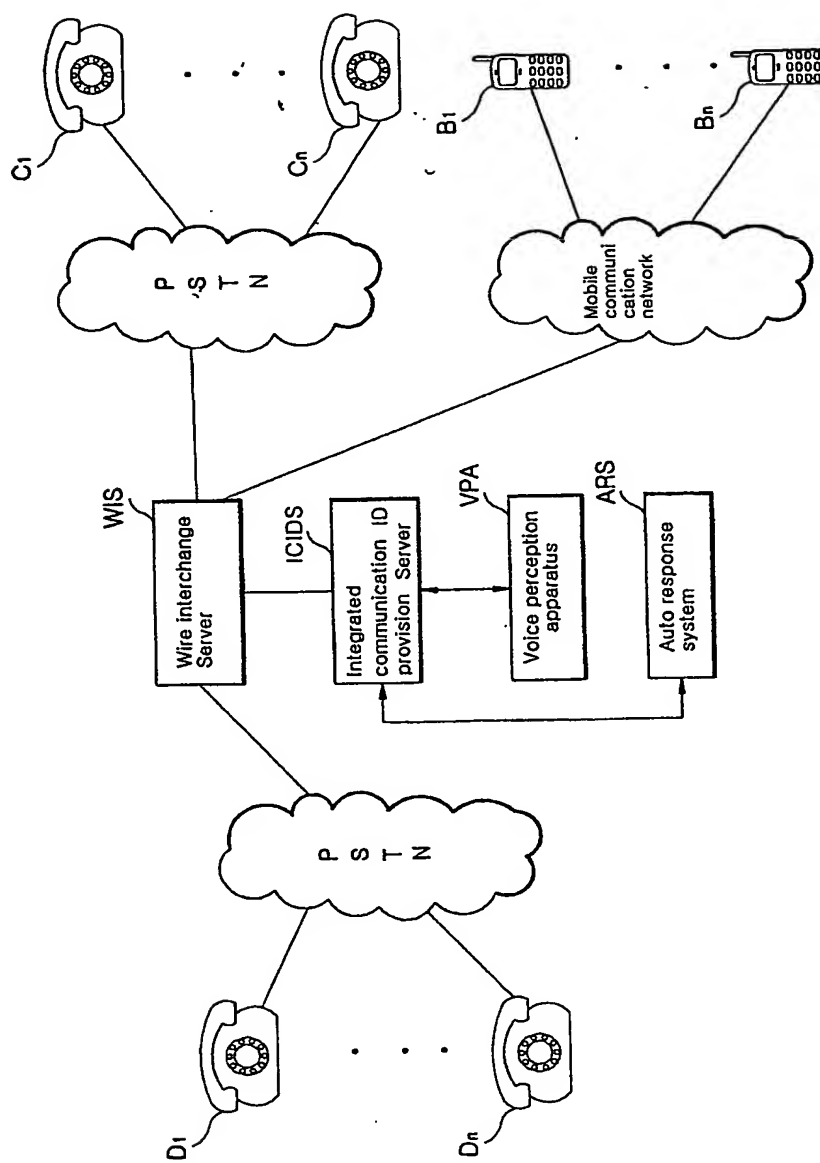 C1
Cn
B1
Bn
P S T N
Mobile
communi
cation
network
WIS
Wire interchange
Server
ICIDS
Integrated
communication ID
provision Server
VPA
Voice perception
apparatus
ARS
Auto response
system
P S T N
D1
Dn